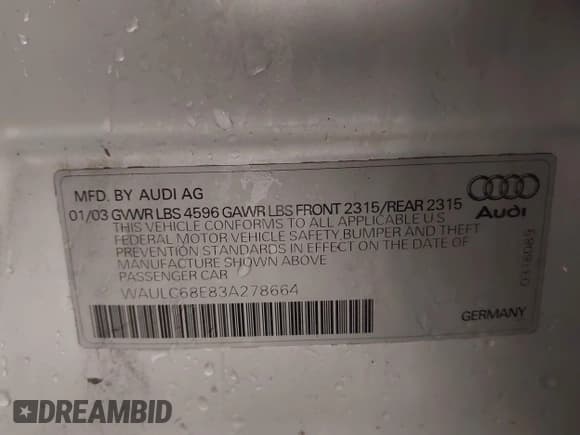 MFD. BY AUDI AG
01/03 GVWR LBS 4596 GAWR LBS FRONT 2315/REAR 2315
THIS VEHICLE CONFORMS TO ALL APPLICABLE U S
FEDERAL MOTOR VEHICLE SAFETY BUMPER AND THEFT
PREVENTION STANDARDS IN EFFECT ON THE DATE OF
MANUFACTURE SHOWN ABOVE
PASSENGER CAR
WAULC68E83A278664
Audi
GERMANY
DREAMBID